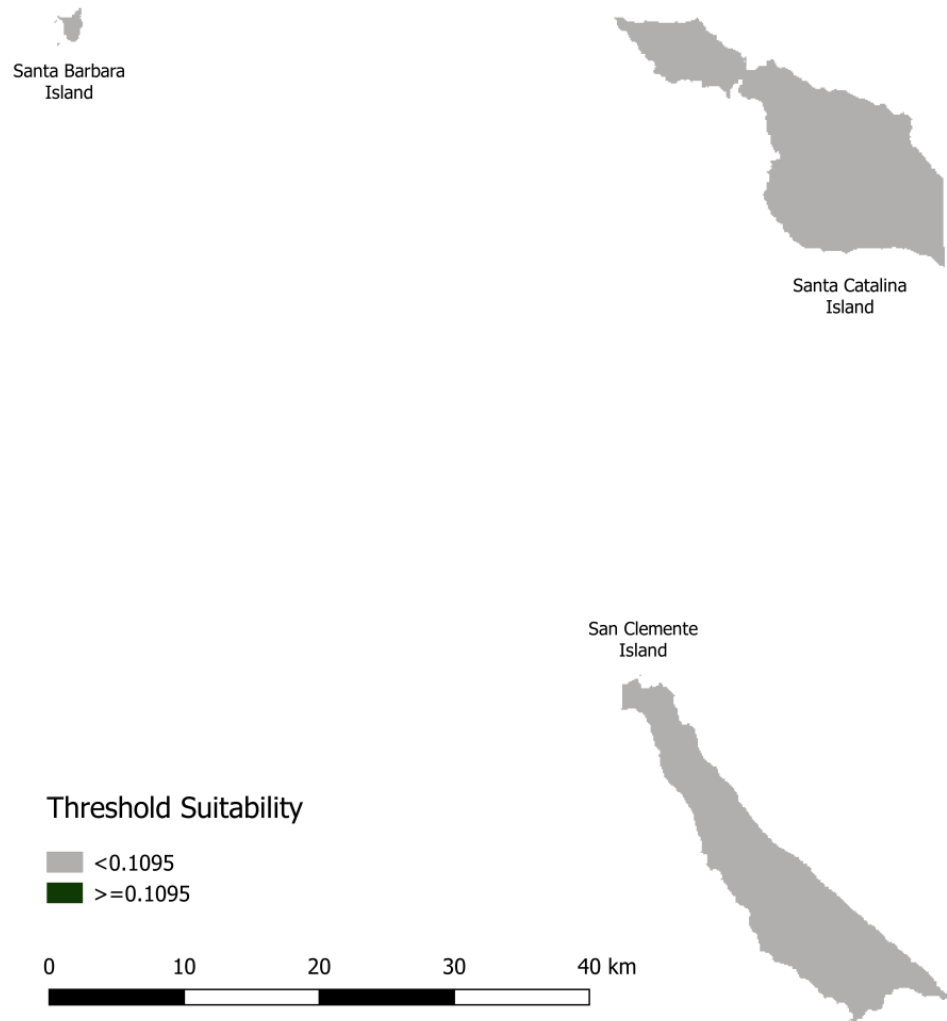 Santa Barbara
Island
Santa Catalina
Island
San Clemente
Island
Threshold Suitability
<0.1095
>=0.1095
0 10 20 30 40 km